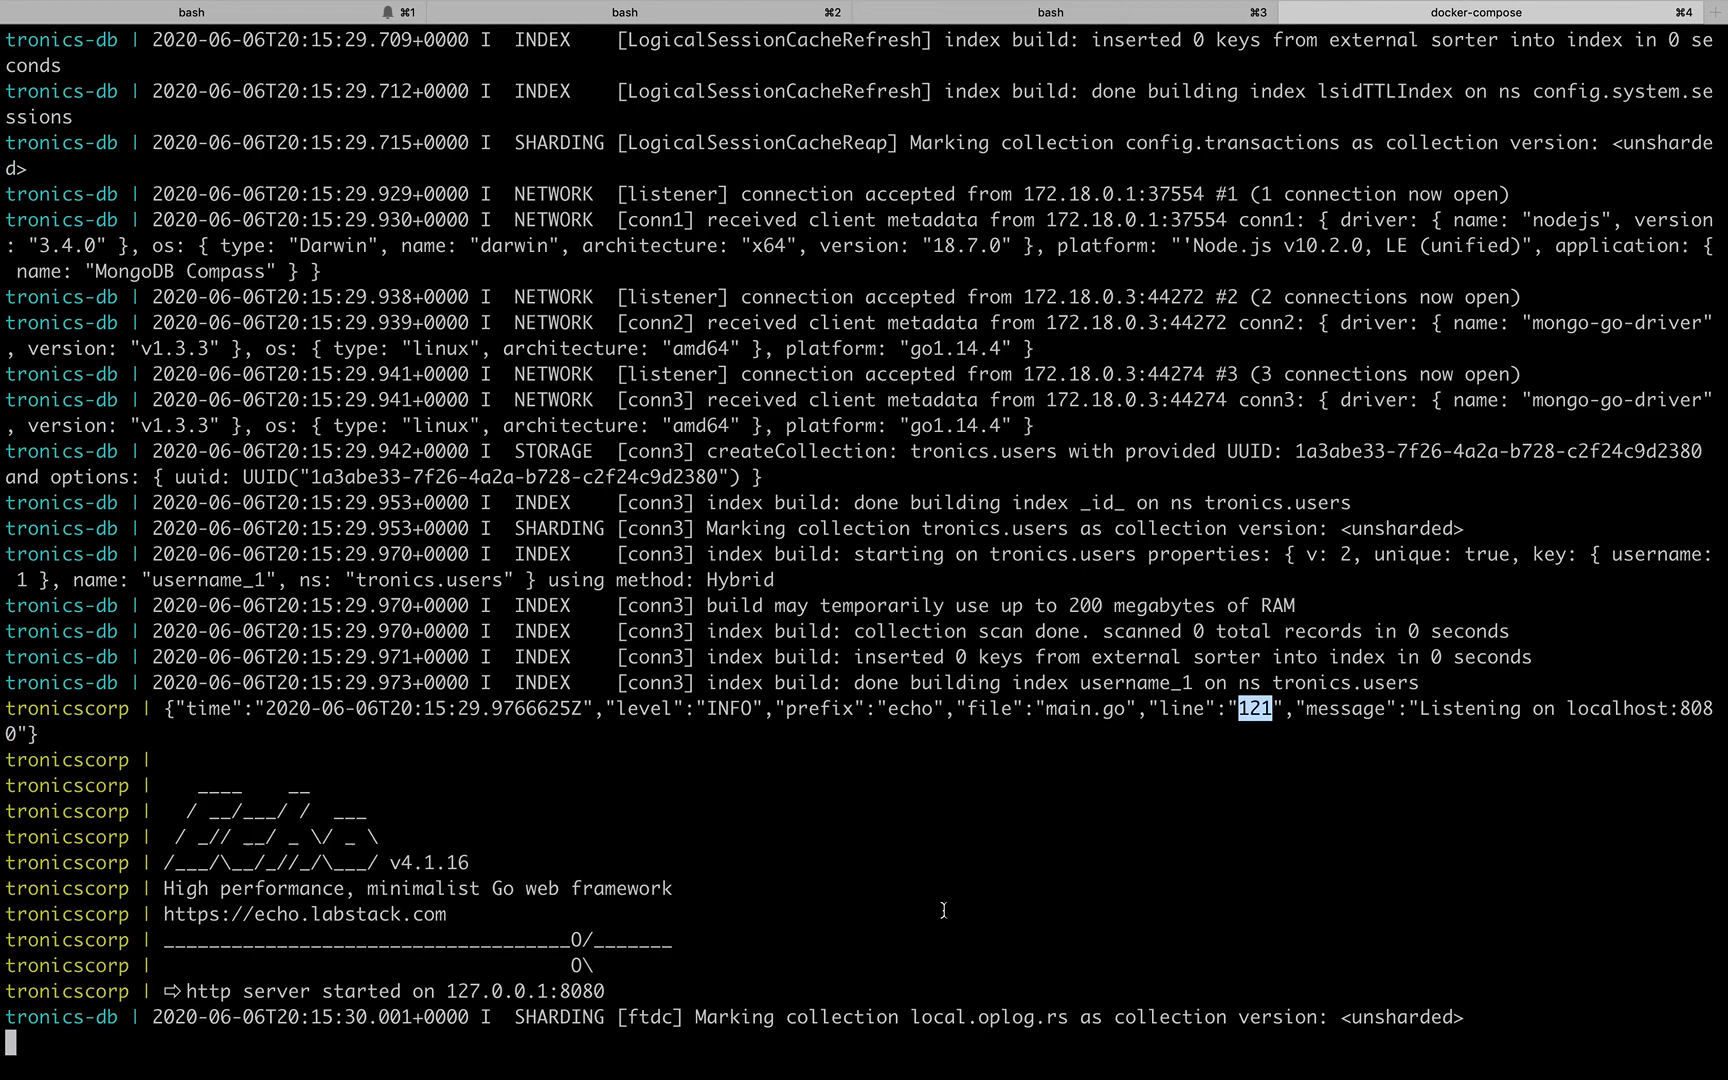 bash ⌘1 bash ⌘2 bash ⌘3 docker-compose ⌘4 +
tronics-db | 2020-06-06T20:15:29.709+0000 I  INDEX    [LogicalSessionCacheRefresh] index build: inserted 0 keys from external sorter into index in 0 se
conds
tronics-db | 2020-06-06T20:15:29.712+0000 I  INDEX    [LogicalSessionCacheRefresh] index build: done building index lsidTTLIndex on ns config.system.se
ssions
tronics-db | 2020-06-06T20:15:29.715+0000 I  SHARDING [LogicalSessionCacheReap] Marking collection config.transactions as collection version: <unsharde
d>
tronics-db | 2020-06-06T20:15:29.929+0000 I  NETWORK  [listener] connection accepted from 172.18.0.1:37554 #1 (1 connection now open)
tronics-db | 2020-06-06T20:15:29.930+0000 I  NETWORK  [conn1] received client metadata from 172.18.0.1:37554 conn1: { driver: { name: "nodejs", version
: "3.4.0" }, os: { type: "Darwin", name: "darwin", architecture: "x64", version: "18.7.0" }, platform: "'Node.js v10.2.0, LE (unified)", application: {
 name: "MongoDB Compass" } }
tronics-db | 2020-06-06T20:15:29.938+0000 I  NETWORK  [listener] connection accepted from 172.18.0.3:44272 #2 (2 connections now open)
tronics-db | 2020-06-06T20:15:29.939+0000 I  NETWORK  [conn2] received client metadata from 172.18.0.3:44272 conn2: { driver: { name: "mongo-go-driver"
, version: "v1.3.3" }, os: { type: "linux", architecture: "amd64" }, platform: "go1.14.4" }
tronics-db | 2020-06-06T20:15:29.941+0000 I  NETWORK  [listener] connection accepted from 172.18.0.3:44274 #3 (3 connections now open)
tronics-db | 2020-06-06T20:15:29.941+0000 I  NETWORK  [conn3] received client metadata from 172.18.0.3:44274 conn3: { driver: { name: "mongo-go-driver"
, version: "v1.3.3" }, os: { type: "linux", architecture: "amd64" }, platform: "go1.14.4" }
tronics-db | 2020-06-06T20:15:29.942+0000 I  STORAGE  [conn3] createCollection: tronics.users with provided UUID: 1a3abe33-7f26-4a2a-b728-c2f24c9d2380
and options: { uuid: UUID("1a3abe33-7f26-4a2a-b728-c2f24c9d2380") }
tronics-db | 2020-06-06T20:15:29.953+0000 I  INDEX    [conn3] index build: done building index _id_ on ns tronics.users
tronics-db | 2020-06-06T20:15:29.953+0000 I  SHARDING [conn3] Marking collection tronics.users as collection version: <unsharded>
tronics-db | 2020-06-06T20:15:29.970+0000 I  INDEX    [conn3] index build: starting on tronics.users properties: { v: 2, unique: true, key: { username:
 1 }, name: "username_1", ns: "tronics.users" } using method: Hybrid
tronics-db | 2020-06-06T20:15:29.970+0000 I  INDEX    [conn3] build may temporarily use up to 200 megabytes of RAM
tronics-db | 2020-06-06T20:15:29.970+0000 I  INDEX    [conn3] index build: collection scan done. scanned 0 total records in 0 seconds
tronics-db | 2020-06-06T20:15:29.971+0000 I  INDEX    [conn3] index build: inserted 0 keys from external sorter into index in 0 seconds
tronics-db | 2020-06-06T20:15:29.973+0000 I  INDEX    [conn3] index build: done building index username_1 on ns tronics.users
tronicscorp | {"time":"2020-06-06T20:15:29.9766625Z","level":"INFO","prefix":"echo","file":"main.go","line":"121","message":"Listening on localhost:808
0"}
tronicscorp |
tronicscorp |    ____    __
tronicscorp |   / __/___/ /  ___
tronicscorp |  / _// __/ _ \/ _ \
tronicscorp | /___/\__/_//_/\___/ v4.1.16
tronicscorp | High performance, minimalist Go web framework
tronicscorp | https://echo.labstack.com
tronicscorp | ____________________________________O/_______
tronicscorp |                                     O\
tronicscorp | ⇨ http server started on 127.0.0.1:8080
tronics-db | 2020-06-06T20:15:30.001+0000 I  SHARDING [ftdc] Marking collection local.oplog.rs as collection version: <unsharded>